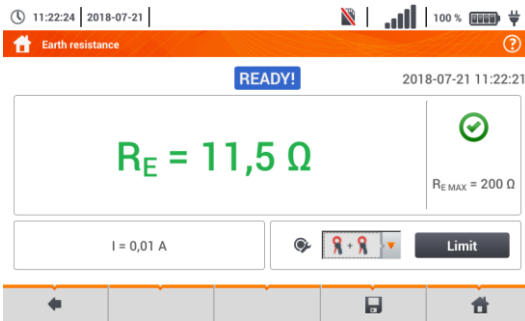 11:22:24 2018-07-21 100 %
Earth resistance
READY! 2018-07-21 11:22:21
RE = 11,5 Ω
RE MAX = 200 Ω
I = 0,01 A
+
Limit